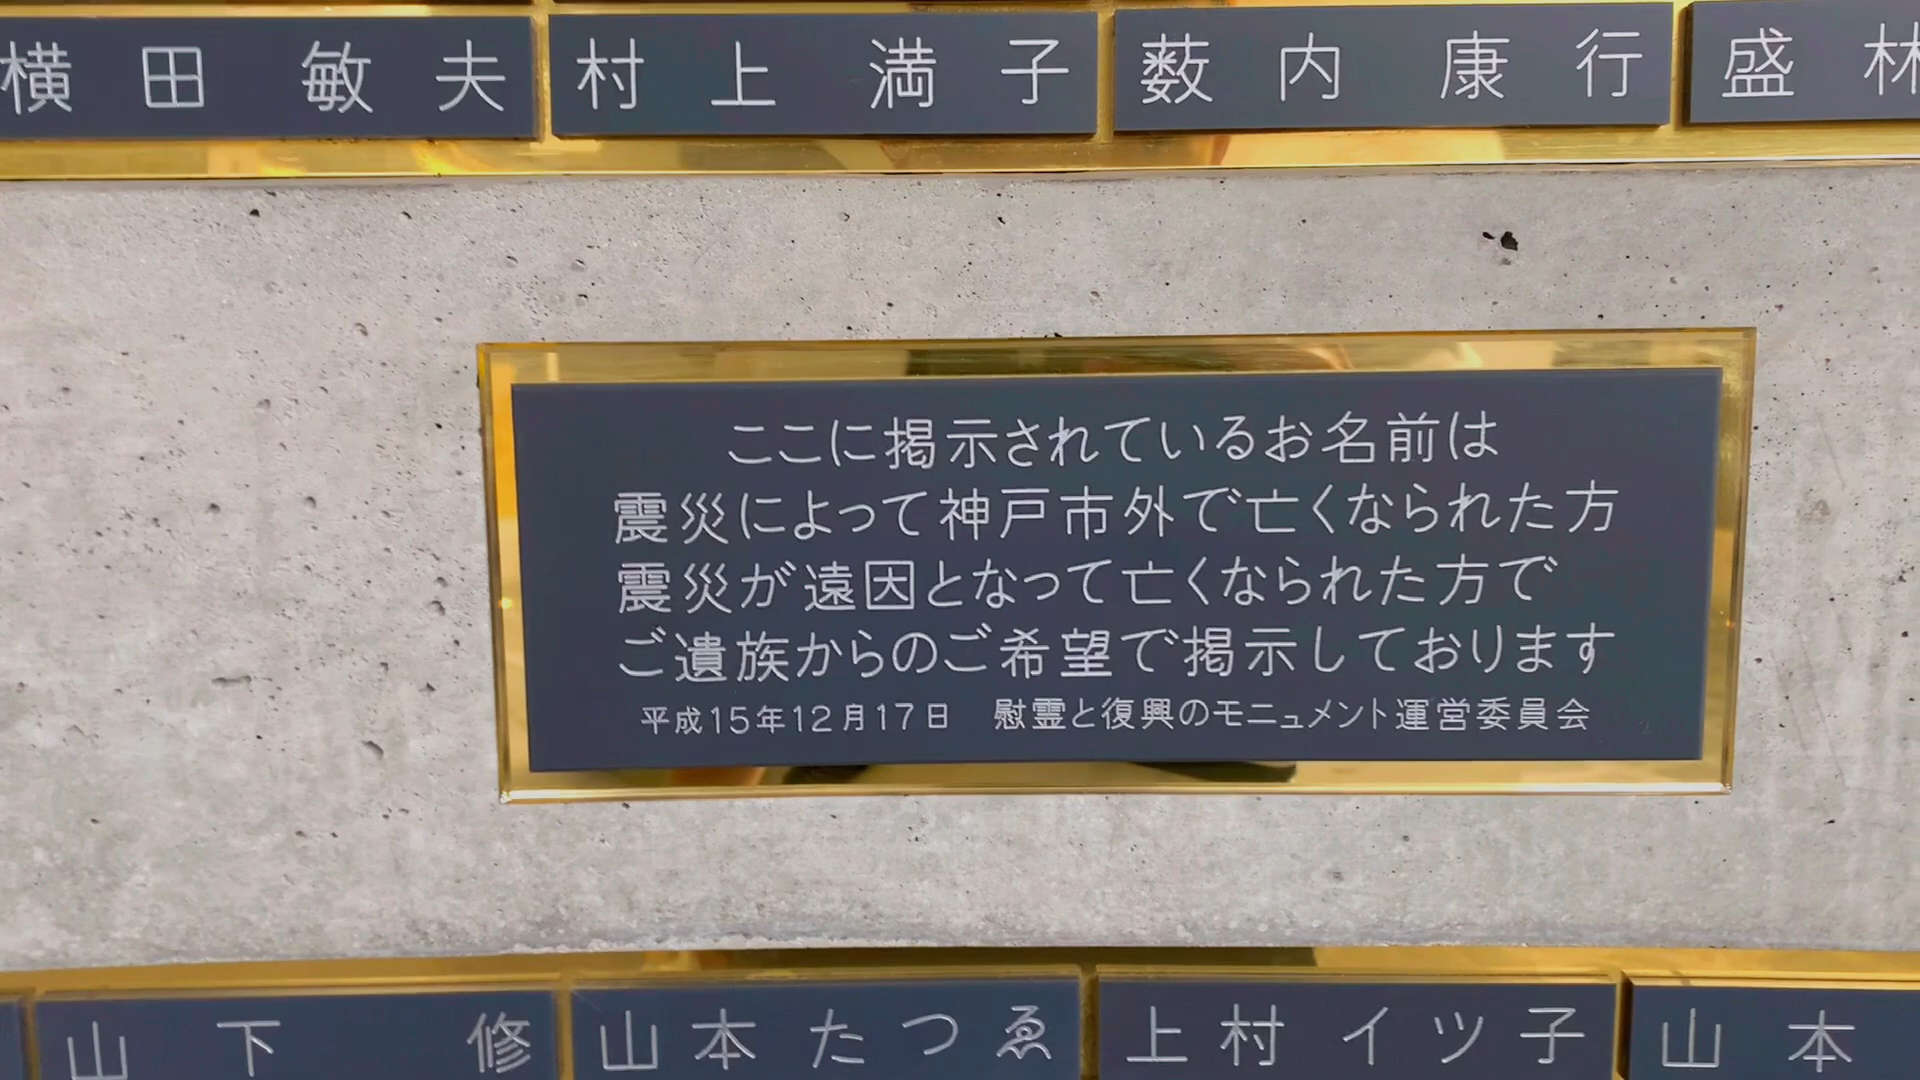 横田 敏夫 村上 満子 薮内 康行 盛林
ここに掲示されているお名前は
震災によって神戸市外で亡くなられた方
震災が遠因となって亡くなられた方で
ご遺族からのご希望で掲示しております
平成15年12月17日 慰霊と復興のモニュメント運営委員会
山下 修 山本たつゑ 上村イツ子 山本